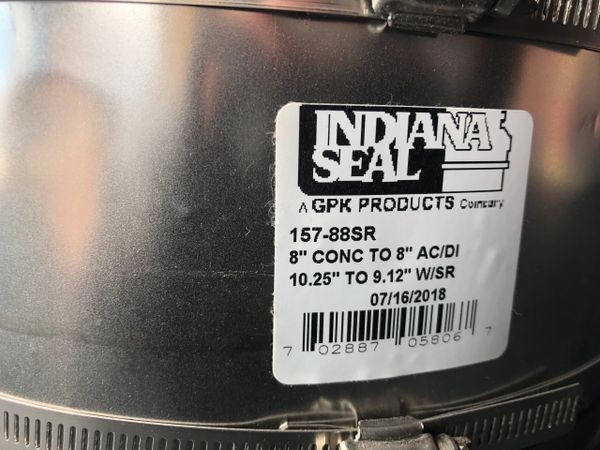 INDIANA
SEAL
A GPK PRODUCTS Company
157-88SR
8" CONC TO 8" AC/DI
10.25" TO 9.12" W/SR
07/16/2018
7 02887 05806 7